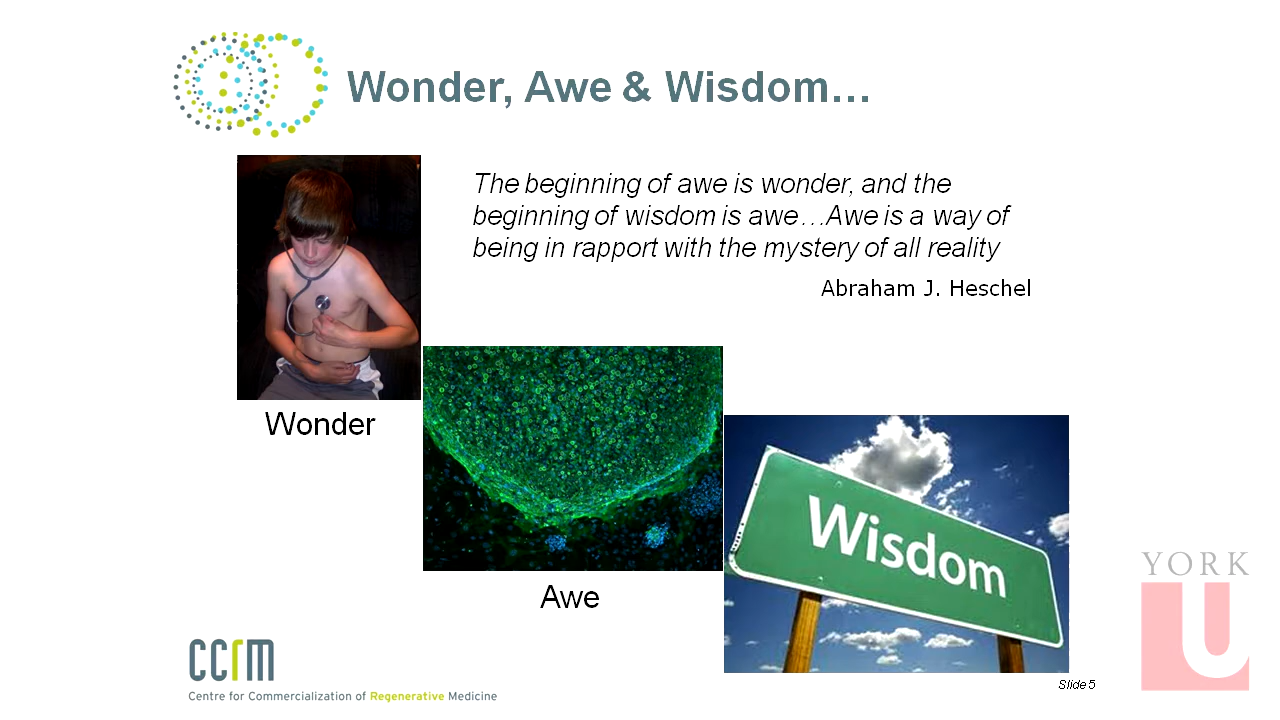 Wonder, Awe & Wisdom...
The beginning of awe is wonder, and the
beginning of wisdom is awe...Awe is a way of
being in rapport with the mystery of all reality
Abraham J. Heschel
Wonder
Awe
Wisdom
ccrm
Centre for Commercialization of Regenerative Medicine
Slide 5
YORK
U